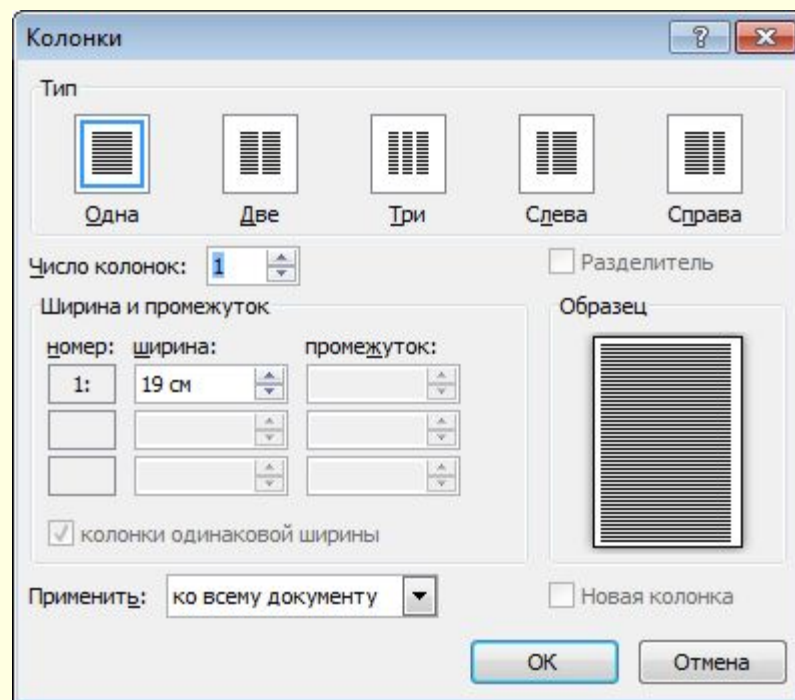 Колонки
Тип
Одна Две Три Слева Справа
Число колонок: 1 Разделитель
Ширина и промежуток Образец
номер: ширина: промежуток:
1: 19 см
колонки одинаковой ширины
Применить: ко всему документу Новая колонка
ОК Отмена